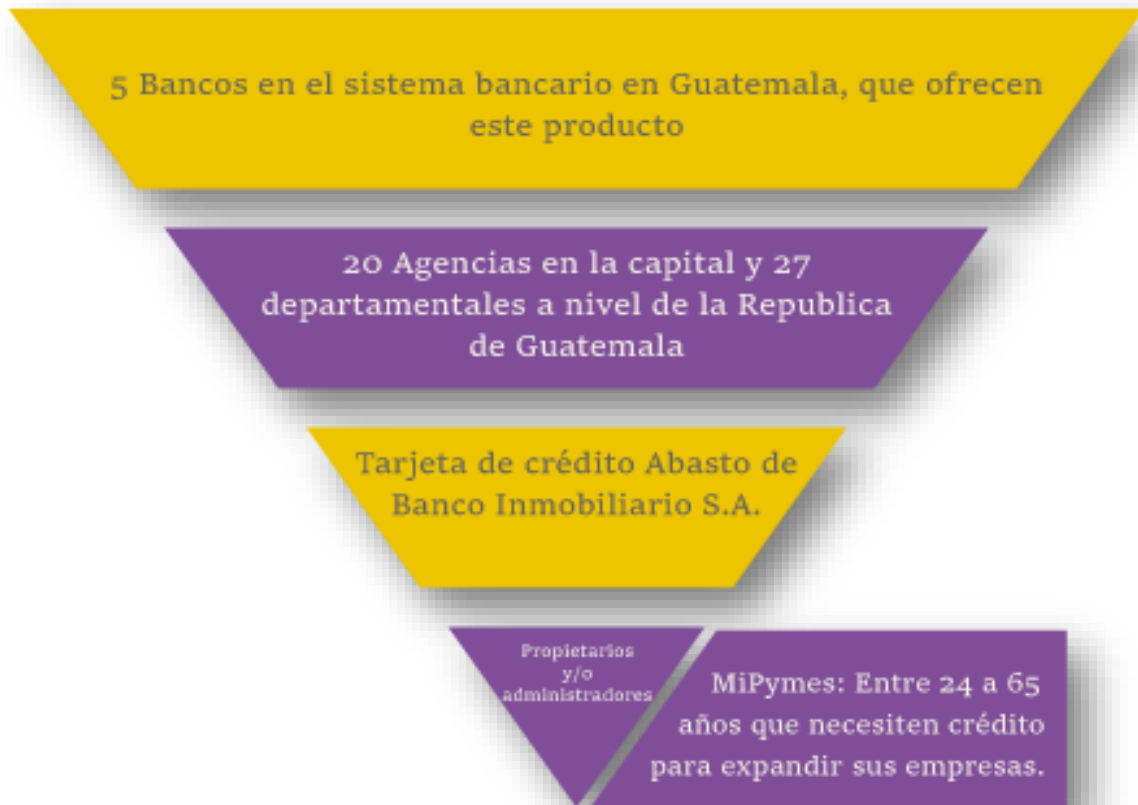 5 Bancos en el sistema bancario en Guatemala, que ofrecen
este producto
20 Agencias en la capital y 27
departamentales a nivel de la Republica
de Guatemala
Tarjeta de crédito Abasto de
Banco Inmobiliario S.A.
Propietarios
y/o
administradores
MiPymes: Entre 24 a 65
años que necesiten crédito
para expandir sus empresas.